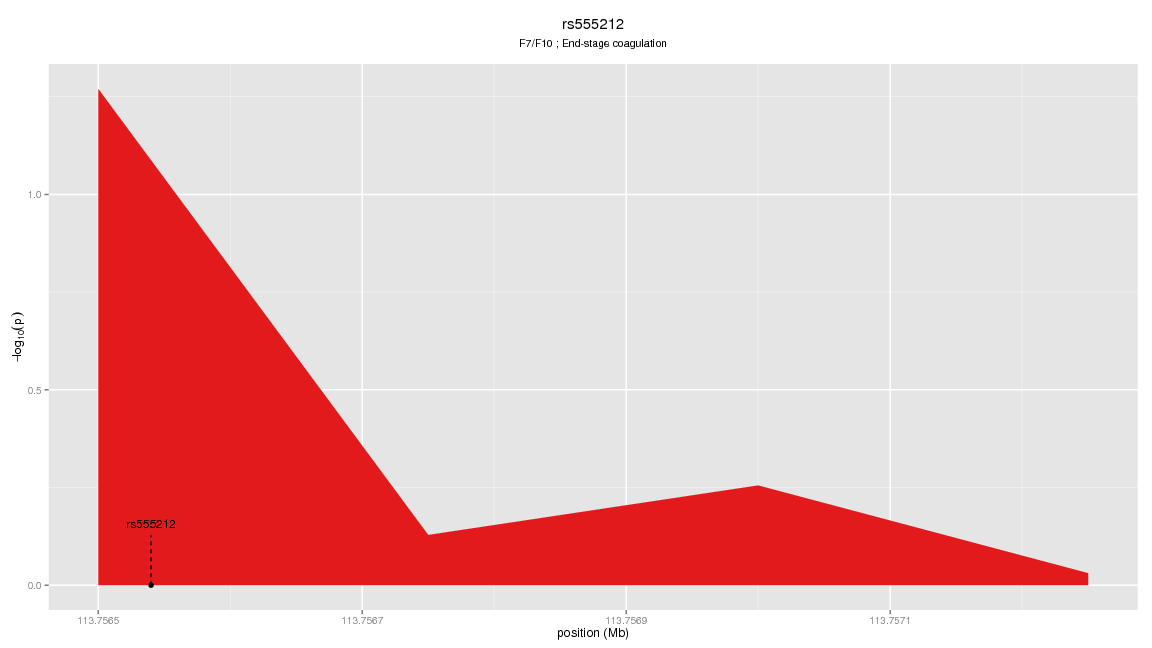 rs555212
F7/F10 ; End-stage coagulation
−log10(p)
1.0
0.5
0.0
rs555212
113.7565
113.7567
113.7569
113.7571
position (Mb)